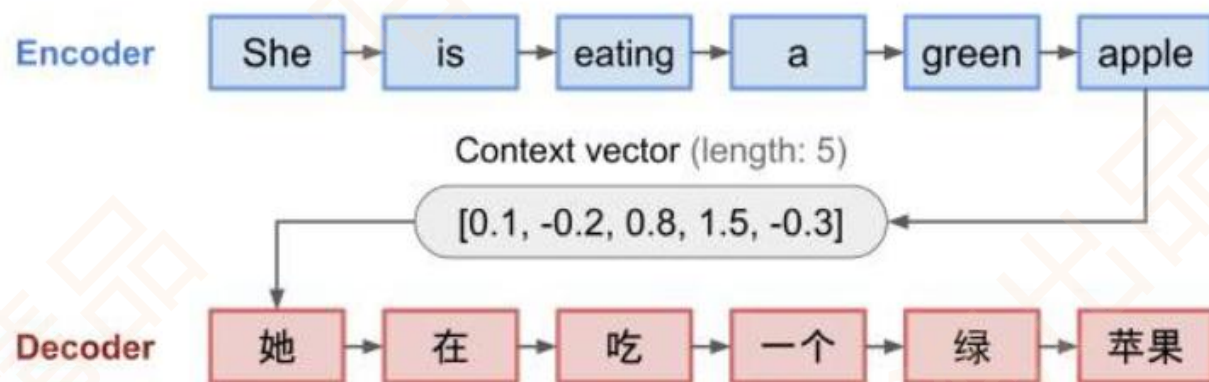 Encoder She is eating a green apple
Context vector (length: 5)
[0.1, -0.2, 0.8, 1.5, -0.3]
Decoder 她 在 吃 一个 绿 苹果